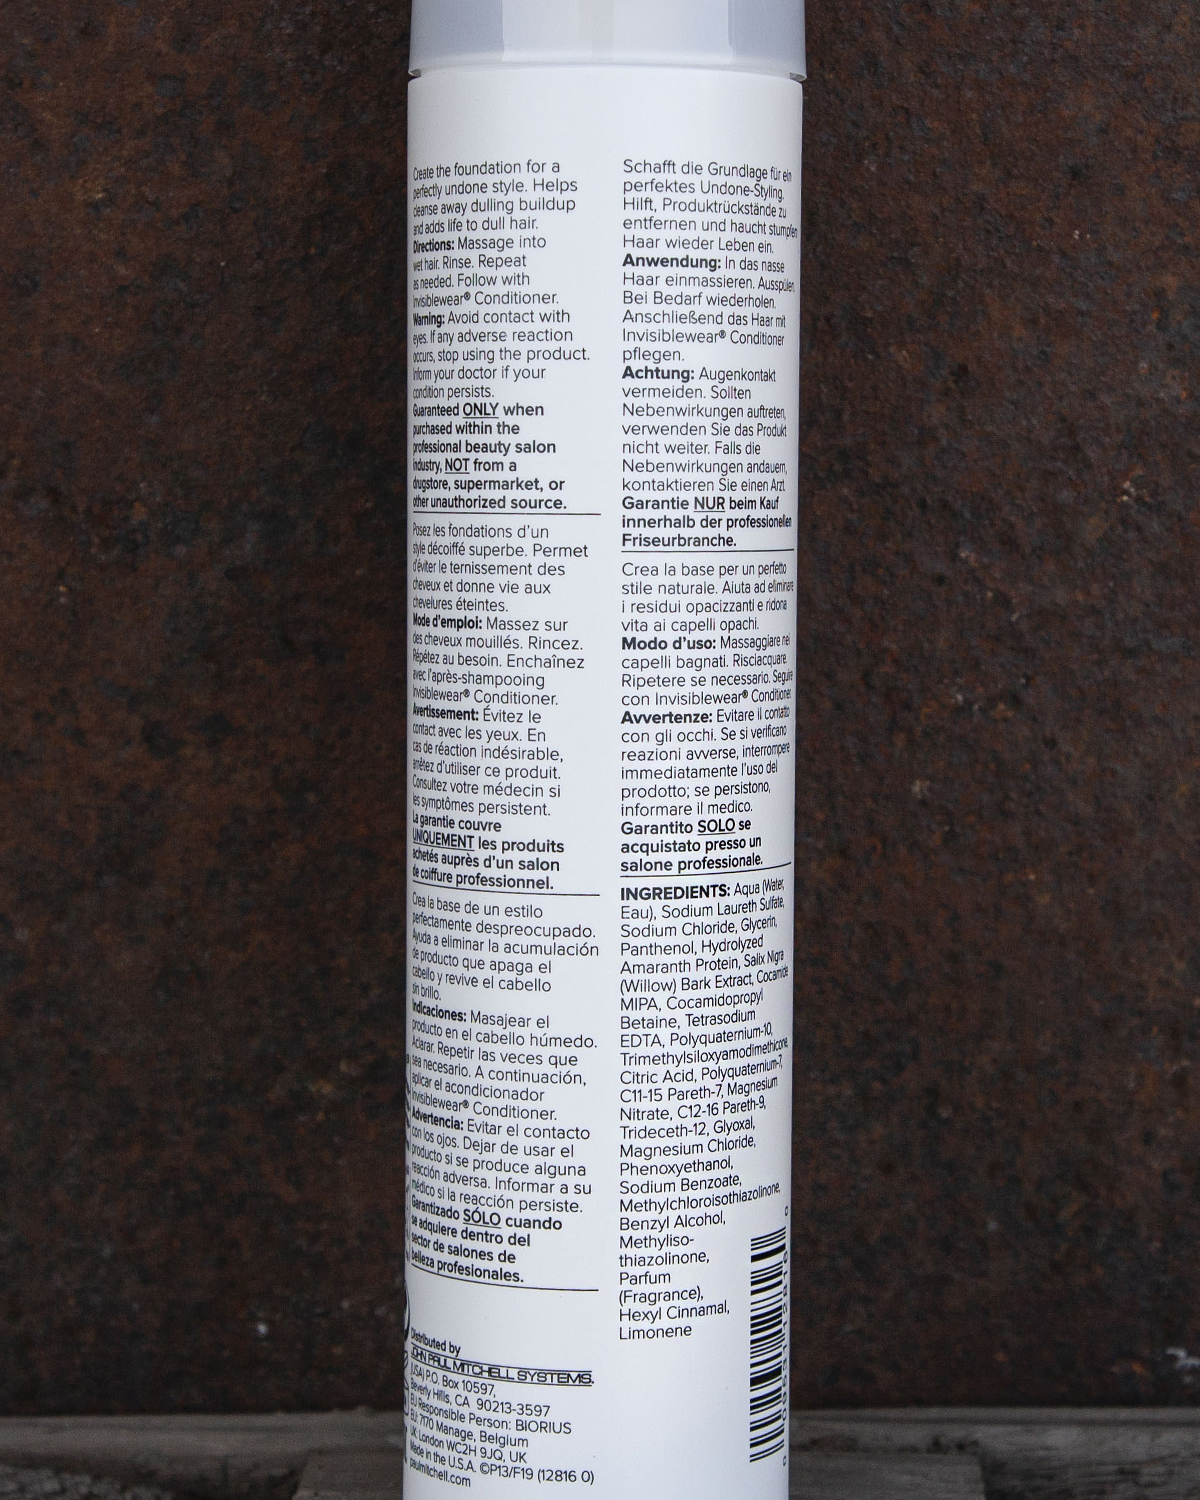 Create the foundation for a
perfectly undone style. Helps
cleanse away dulling buildup
and adds life to dull hair.
Directions: Massage into
wet hair. Rinse. Repeat
as needed. Follow with
Invisiblewear® Conditioner.
Warning: Avoid contact with
eyes. If any adverse reaction
occurs, stop using the product.
Inform your doctor if your
condition persists.
Guaranteed ONLY when
purchased within the
professional beauty salon
industry, NOT from a
drugstore, supermarket, or
other unauthorized source.
Posez les fondations d'un
style décoiffé superbe. Permet
d'éviter le ternissement des
cheveux et donne vie aux
chevelures éteintes.
Mode d'emploi: Massez sur
des cheveux mouillés. Rincez.
Répétez au besoin. Enchaînez
avec l'après-shampooing
Invisiblewear® Conditioner.
Avertissement: Évitez le
contact avec les yeux. En
cas de réaction indésirable,
arrêtez d'utiliser ce produit.
Consultez votre médecin si
les symptômes persistent.
La garantie couvre
UNIQUEMENT les produits
achetés auprès d'un salon
de coiffure professionnel.
Crea la base de un estilo
perfectamente despreocupado.
Ayuda a eliminar la acumulación
de producto que apaga el
cabello y revive el cabello
sin brillo.
Indicaciones: Masajear el
producto en el cabello húmedo.
Aclarar. Repetir las veces que
sea necesario. A continuación,
aplicar el acondicionador
Invisiblewear® Conditioner.
Advertencia: Evitar el contacto
con los ojos. Dejar de usar el
producto si se produce alguna
reacción adversa. Informar a su
médico si la reacción persiste.
Garantizado SÓLO cuando
se adquiere dentro del
sector de salones de
belleza profesionales.
Distributed by
JOHN PAUL MITCHELL SYSTEMS.
(USA) P.O. Box 10597,
Beverly Hills, CA 90213-3597
EU Responsible Person: BIORIUS
EU: 7170 Manage, Belgium
UK: London WC2H 9JQ, UK
Made in the U.S.A. ©P13/F19 (12816 0)
paulmitchell.com
Schafft die Grundlage für ein
perfektes Undone-Styling.
Hilft, Produktrückstände zu
entfernen und haucht stumpfen
Haar wieder Leben ein.
Anwendung: In das nasse
Haar einmassieren. Ausspülen.
Bei Bedarf wiederholen.
Anschließend das Haar mit
Invisiblewear® Conditioner
pflegen.
Achtung: Augenkontakt
vermeiden. Sollten
Nebenwirkungen auftreten,
verwenden Sie das Produkt
nicht weiter. Falls die
Nebenwirkungen andauern,
kontaktieren Sie einen Arzt.
Garantie NUR beim Kauf
innerhalb der professionellen
Friseurbranche.
Crea la base per un perfetto
stile naturale. Aiuta ad eliminare
i residui opacizzanti e ridona
vita ai capelli opachi.
Modo d'uso: Massaggiare nei
capelli bagnati. Risciacquare.
Ripetere se necessario. Seguire
con Invisiblewear® Conditioner.
Avvertenze: Evitare il contatto
con gli occhi. Se si verificano
reazioni avverse, interrompere
immediatamente l'uso del
prodotto; se persistono,
informare il medico.
Garantito SOLO se
acquistato presso un
salone professionale.
INGREDIENTS: Aqua (Water,
Eau), Sodium Laureth Sulfate,
Sodium Chloride, Glycerin,
Panthenol, Hydrolyzed
Amaranth Protein, Salix Nigra
(Willow) Bark Extract, Cocamide
MIPA, Cocamidopropyl
Betaine, Tetrasodium
EDTA, Polyquaternium-10,
Trimethylsiloxyamodimethicone,
Citric Acid, Polyquaternium-7,
C11-15 Pareth-7, Magnesium
Nitrate, C12-16 Pareth-9,
Trideceth-12, Glyoxal,
Magnesium Chloride,
Phenoxyethanol,
Sodium Benzoate,
Methylchloroisothiazolinone,
Benzyl Alcohol,
Methyliso-
thiazolinone,
Parfum
(Fragrance),
Hexyl Cinnamal,
Limonene